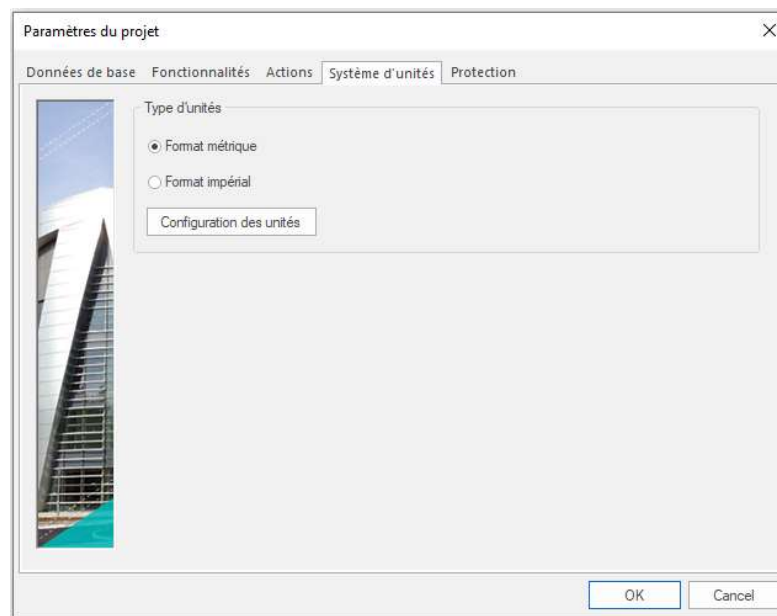 Paramètres du projet
Données de base Fonctionnalités Actions Système d'unités Protection
Type d'unités
Format métrique
Format impérial
Configuration des unités
OK Cancel